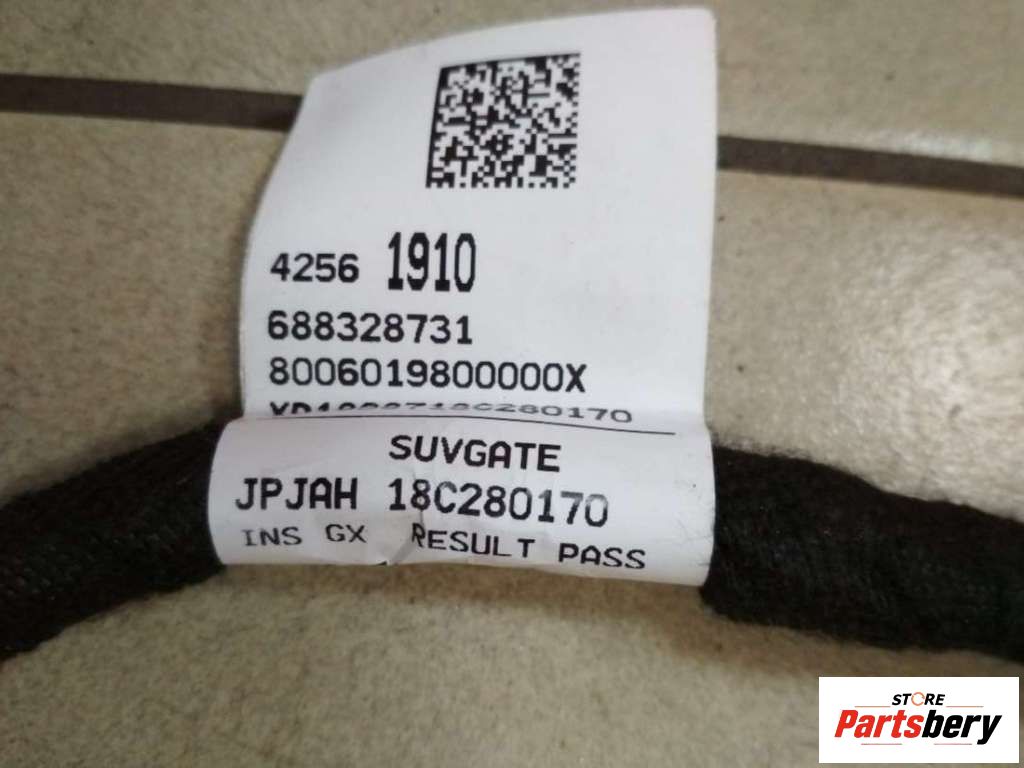 4256 1910
688328731
8006019800000X
SUVGATE
JPJAH 18C280170
INS GX RESULT PASS
STORE
Partsbery